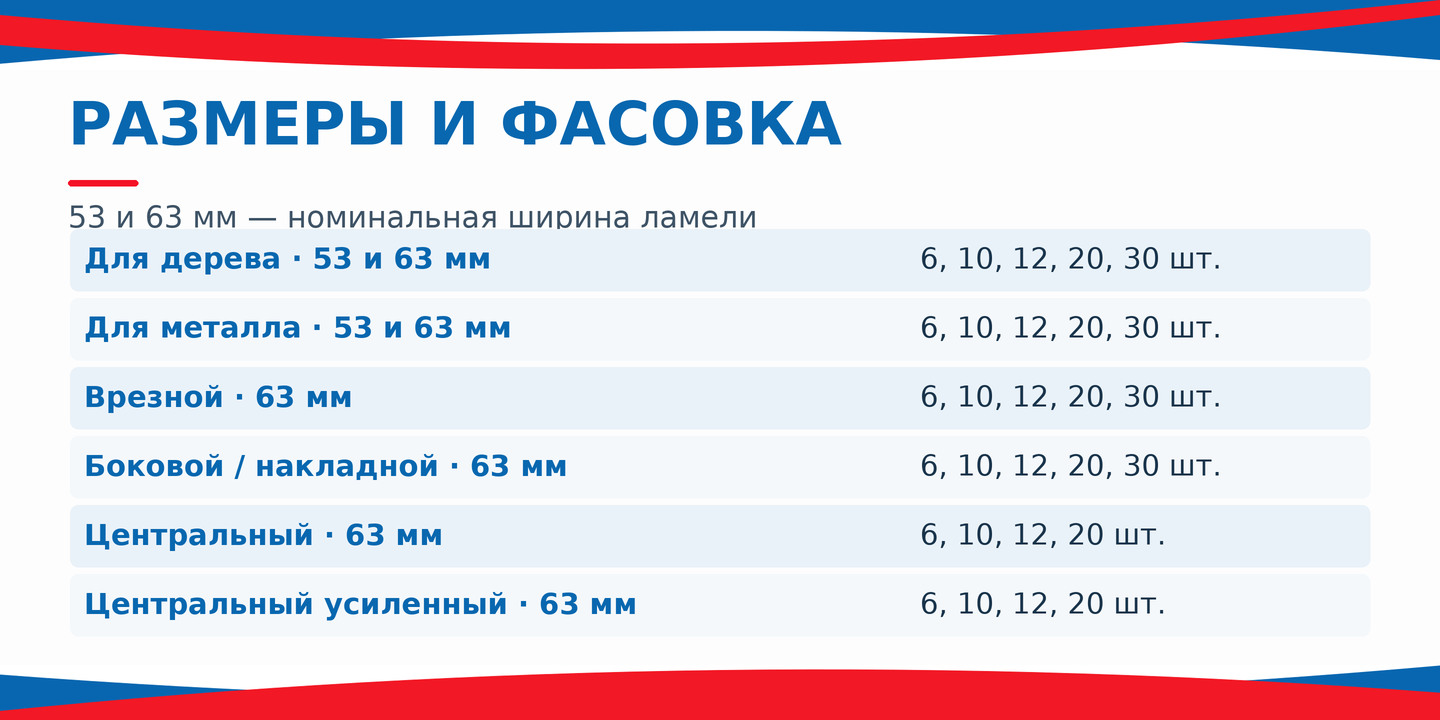 РАЗМЕРЫ И ФАСОВКА
53 и 63 мм — номинальная ширина ламели
Для дерева · 53 и 63 мм 6, 10, 12, 20, 30 шт.
Для металла · 53 и 63 мм 6, 10, 12, 20, 30 шт.
Врезной · 63 мм 6, 10, 12, 20, 30 шт.
Боковой / накладной · 63 мм 6, 10, 12, 20, 30 шт.
Центральный · 63 мм 6, 10, 12, 20 шт.
Центральный усиленный · 63 мм 6, 10, 12, 20 шт.